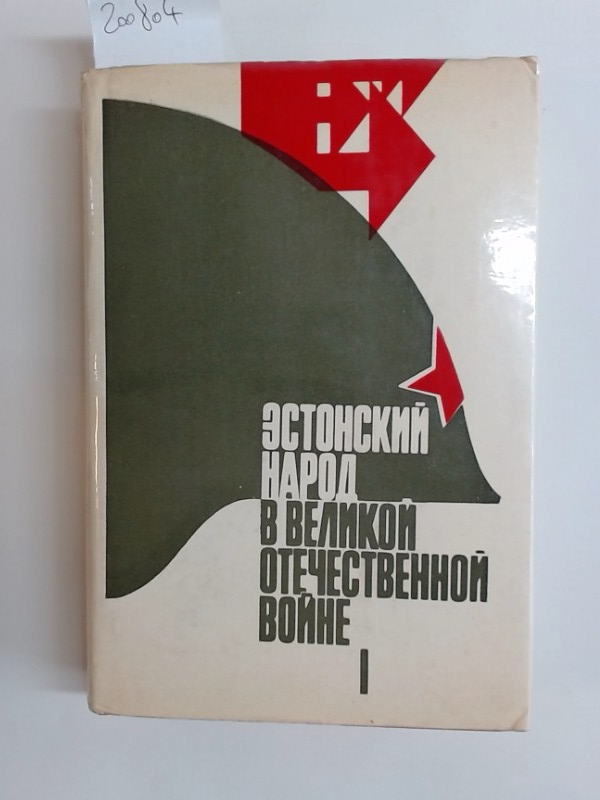 200804
ЭСТОНСКИЙ
НАРОД
В ВЕЛИКОЙ
ОТЕЧЕСТВЕННОЙ
ВОЙНЕ
I